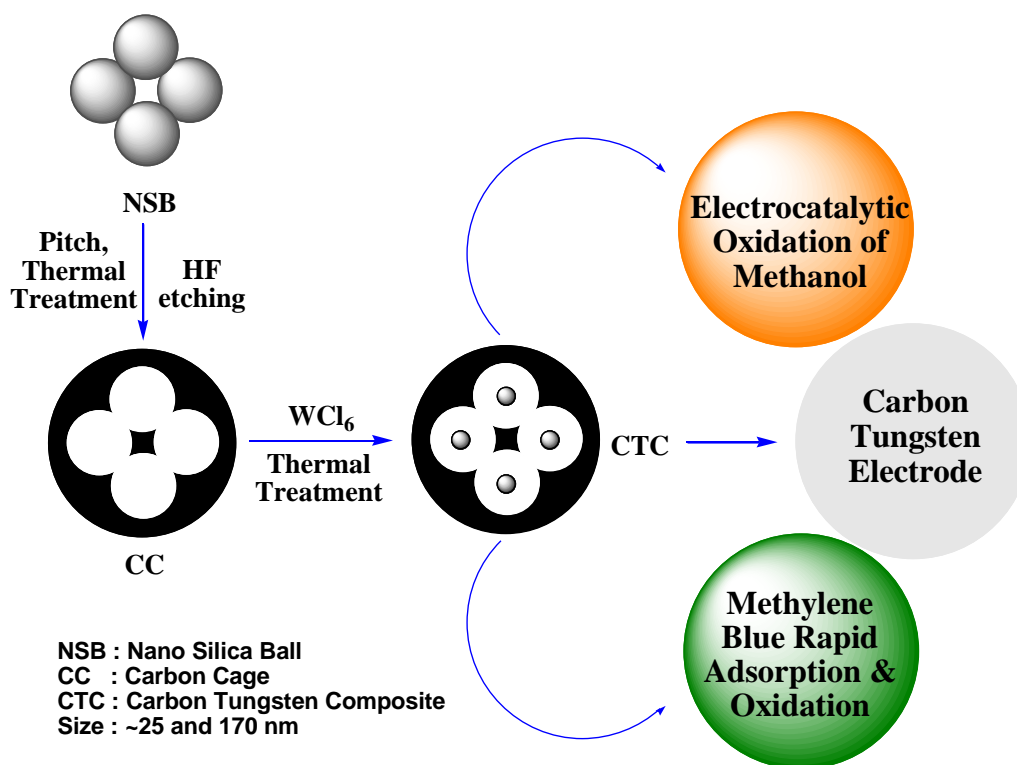 NSB
Pitch,
Thermal
Treatment
HF
etching
CC
WCl₆
Thermal
Treatment
CTC
Electrocatalytic
Oxidation of
Methanol
Carbon
Tungsten
Electrode
Methylene
Blue Rapid
Adsorption &
Oxidation
NSB : Nano Silica Ball
CC : Carbon Cage
CTC : Carbon Tungsten Composite
Size : ~25 and 170 nm